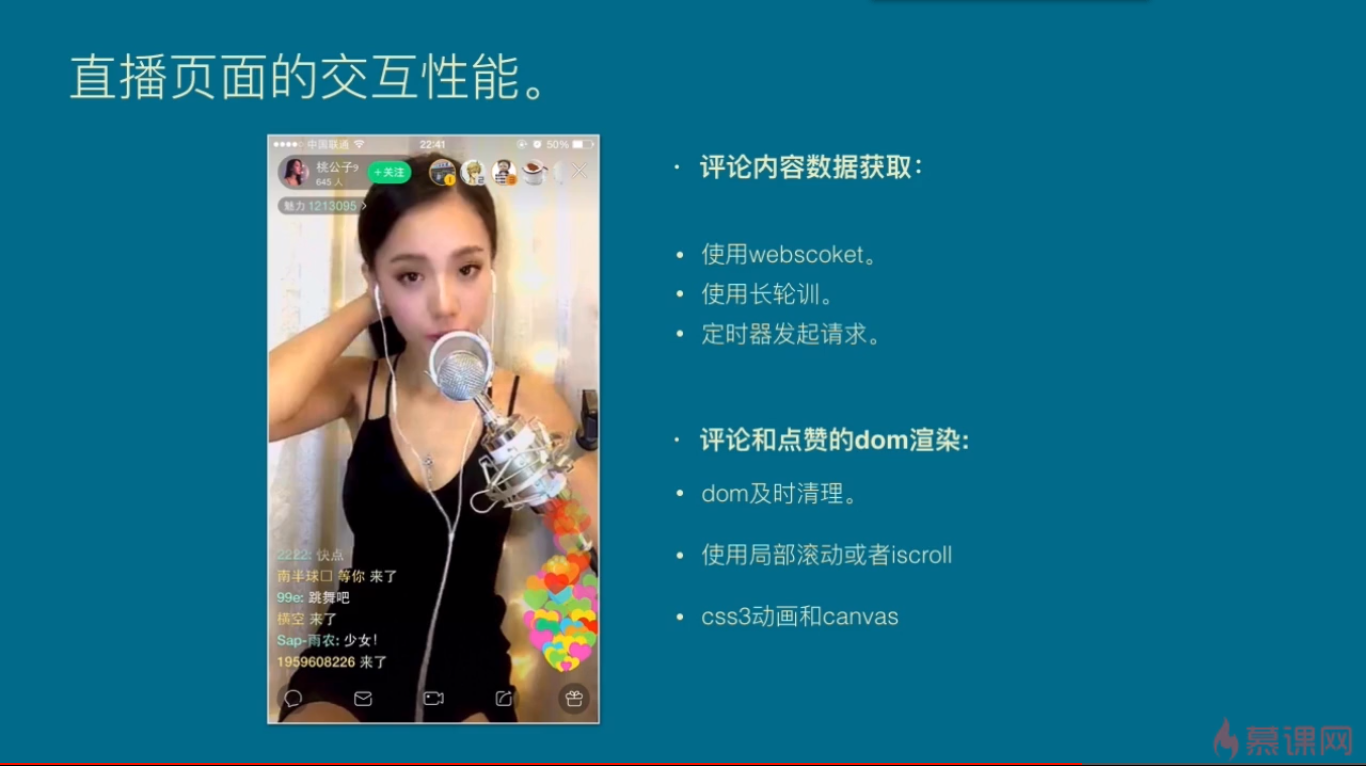 直播页面的交互性能。
中国联通
22:41
50%
桃公子9
645 人
+关注
魅力 1213095 >
2222: 快点
南半球□ 等你 来了
99e: 跳舞吧
横空 来了
Sap-雨农: 少女!
1959608226 来了
· 评论内容数据获取:
• 使用webscoket。
• 使用长轮训。
• 定时器发起请求。
· 评论和点赞的dom渲染:
• dom及时清理。
• 使用局部滚动或者iscroll
• css3动画和canvas
慕课网